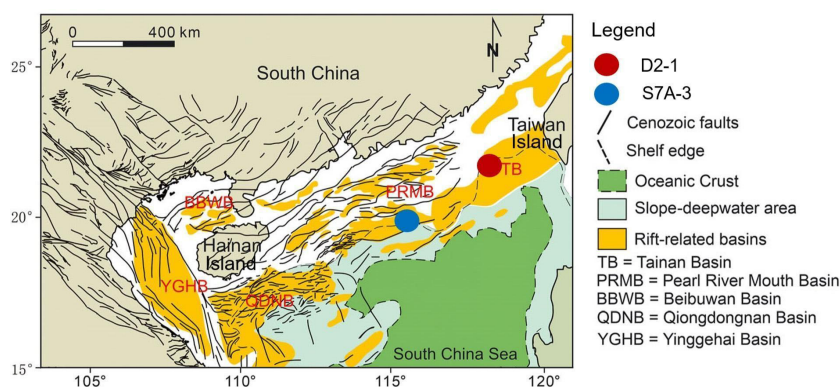 0 400 km
N
South China
25°
Taiwan
Island
TB
PRMB
BBWB
20°
Hainan
Island
YGHB
QDNB
South China Sea
15°
105° 110° 115° 120°
Legend
D2-1
S7A-3
Cenozoic faults
Shelf edge
Oceanic Crust
Slope-deepwater area
Rift-related basins
TB = Tainan Basin
PRMB = Pearl River Mouth Basin
BBWB = Beibuwan Basin
QDNB = Qiongdongnan Basin
YGHB = Yinggehai Basin